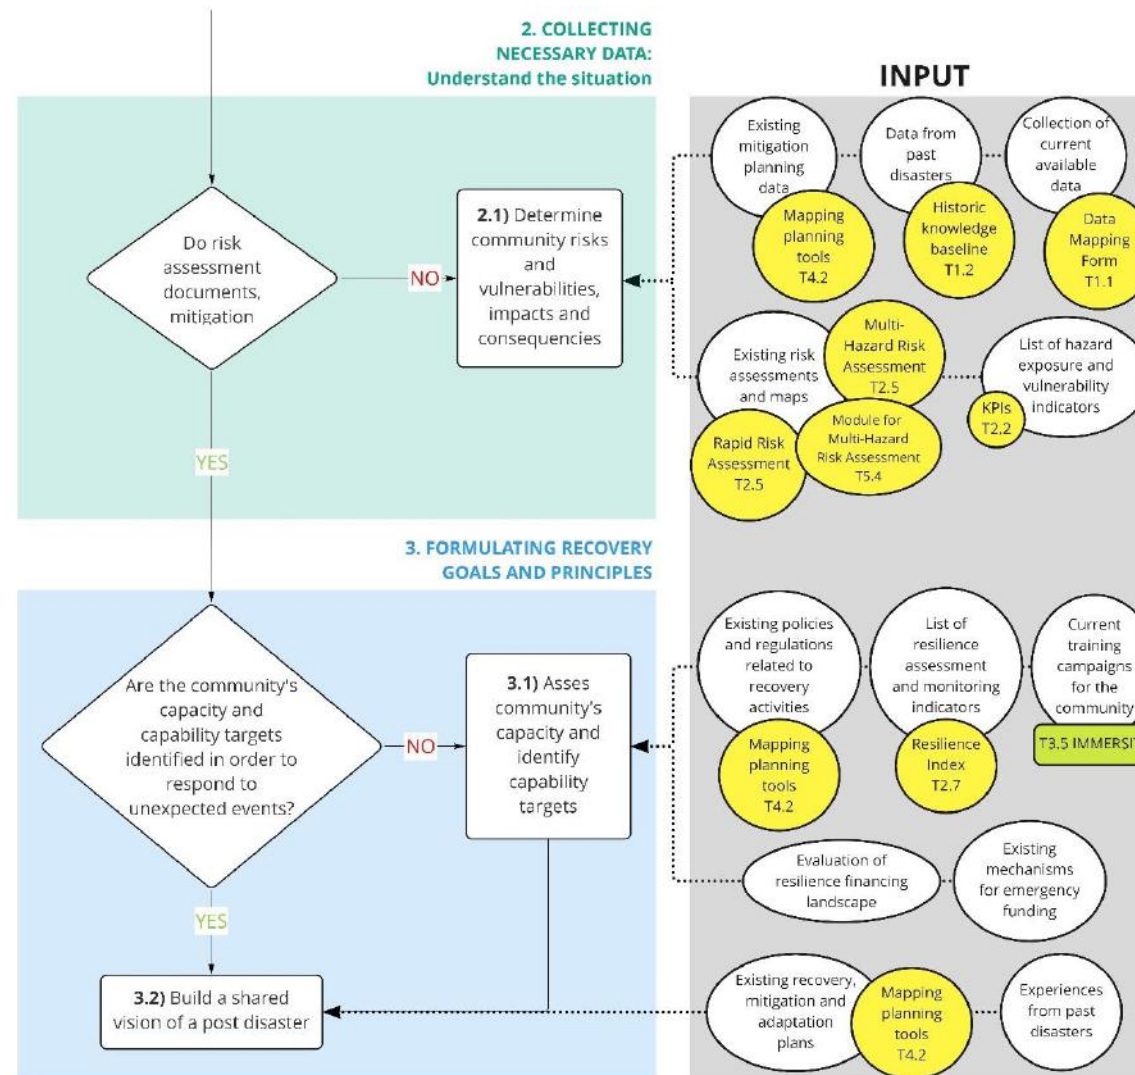 2. COLLECTING
NECESSARY DATA:
Understand the situation
INPUT
Existing
mitigation
planning
data
Data from
past
disasters
Collection of
current
available
data
Mapping
planning
tools
T4.2
Historic
knowledge
baseline
T1.2
Data
Mapping
Form
T1.1
Do risk
assessment
documents,
mitigation
NO
2.1) Determine
community risks
and
vulnerabilities,
impacts and
consequencies
Existing risk
assessments
and maps
Multi-
Hazard Risk
Assessment
T2.5
List of hazard
exposure and
vulnerability
indicators
KPIs
T2.2
Rapid Risk
Assessment
T2.5
Module for
Multi-Hazard
Risk Assessment
T5.4
YES
3. FORMULATING RECOVERY
GOALS AND PRINCIPLES
Are the community's
capacity and
capability targets
identified in order to
respond to
unexpected events?
NO
3.1) Asses
community's
capacity and
identify
capability
targets
Existing policies
and regulations
related to
recovery
activities
List of
resilience
assessment
and monitoring
indicators
Current
training
campaigns
for the
community
Mapping
planning
tools
T4.2
Resilience
Index
T2.7
T3.5 IMMERSI
Evaluation of
resilience financing
landscape
Existing
mechanisms
for emergency
funding
YES
3.2) Build a shared
vision of a post disaster
Existing recovery,
mitigation and
adaptation
plans
Mapping
planning
tools
T4.2
Experiences
from past
disasters